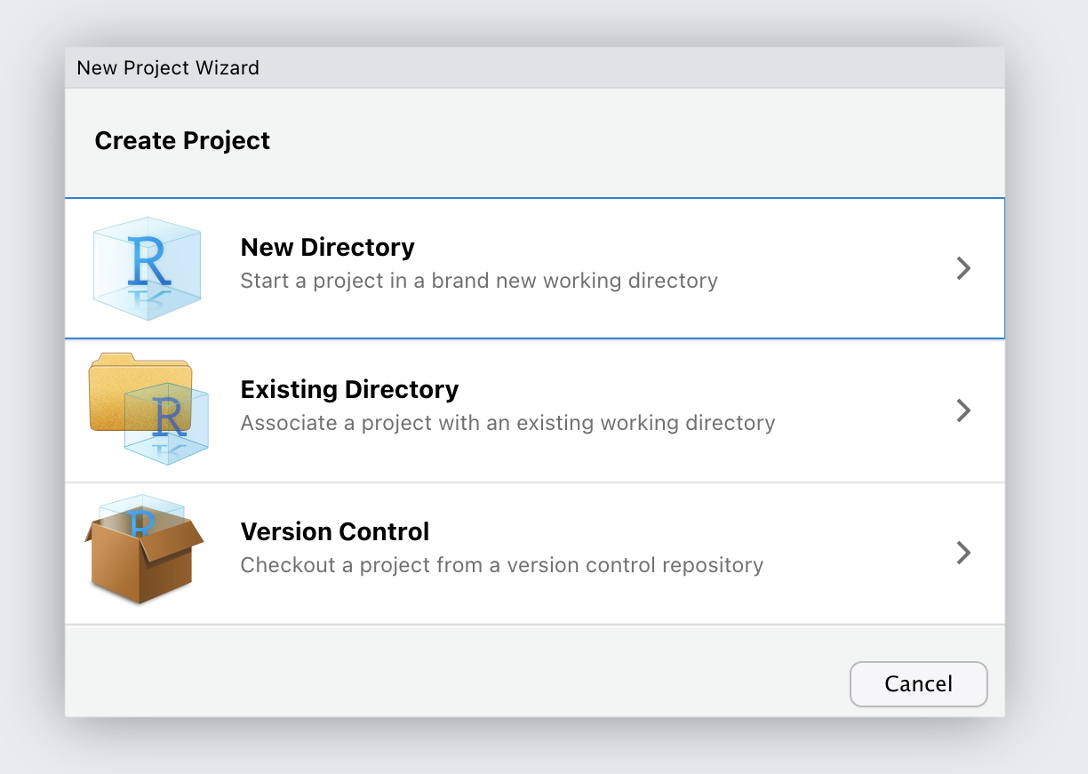 New Project Wizard
Create Project
R
New Directory
Start a project in a brand new working directory
R
Existing Directory
Associate a project with an existing working directory
R
Version Control
Checkout a project from a version control repository
Cancel